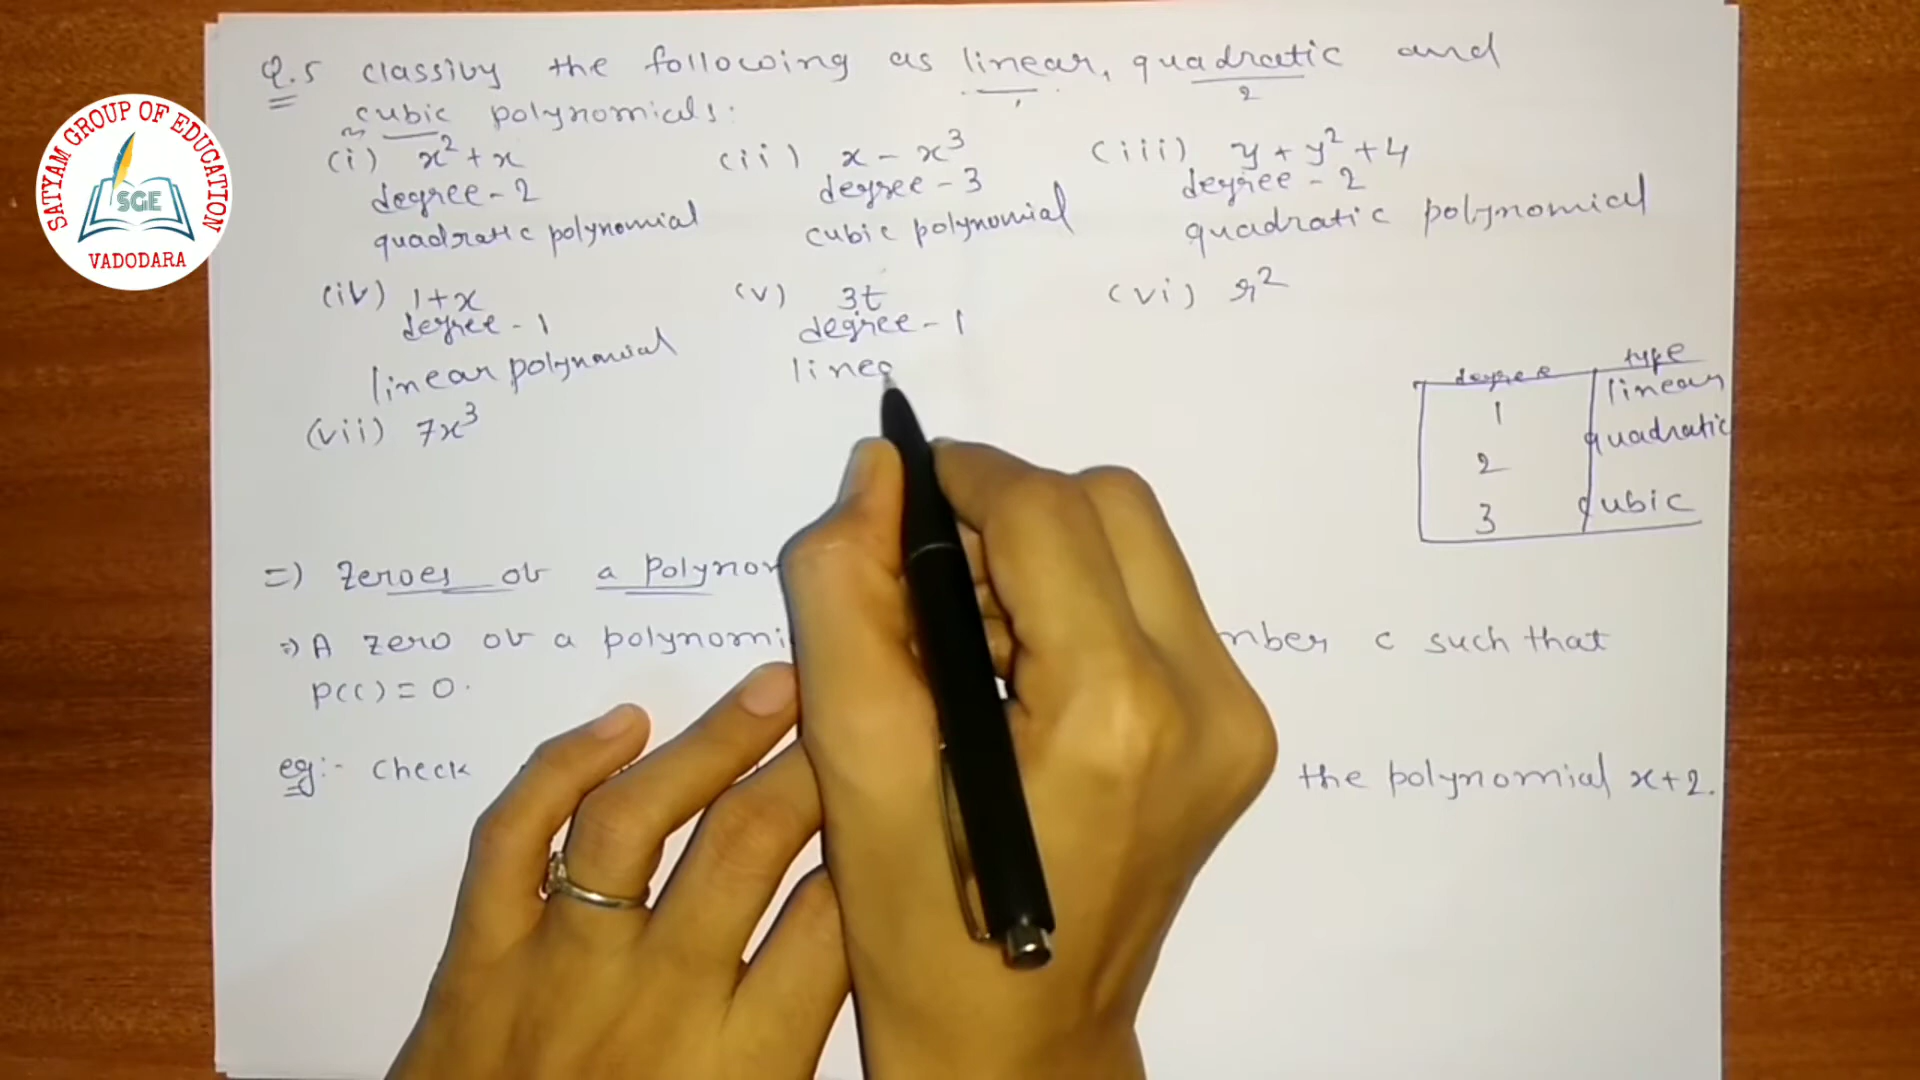 SATYAM GROUP OF EDUCATION
SGE
VADODARA
Q.5 classify the following as linear, quadratic and
1 2
cubic polynomials:
3
(i) x² + x (ii) x - x³ (iii) y + y² + 4
degree - 2 degree - 3 degree - 2
quadratic polynomial cubic polynomial quadratic polynomial
(iv) 1 + x (v) 3t (vi) r²
degree - 1 degree - 1
linear polynomial linea
(vii) 7x³
degree type
1 linear
2 quadratic
3 cubic
=) Zeroes of a Polyno
=) A zero of a polynomi mber c such that
P(c) = 0.
eg:- check the polynomial x+2.